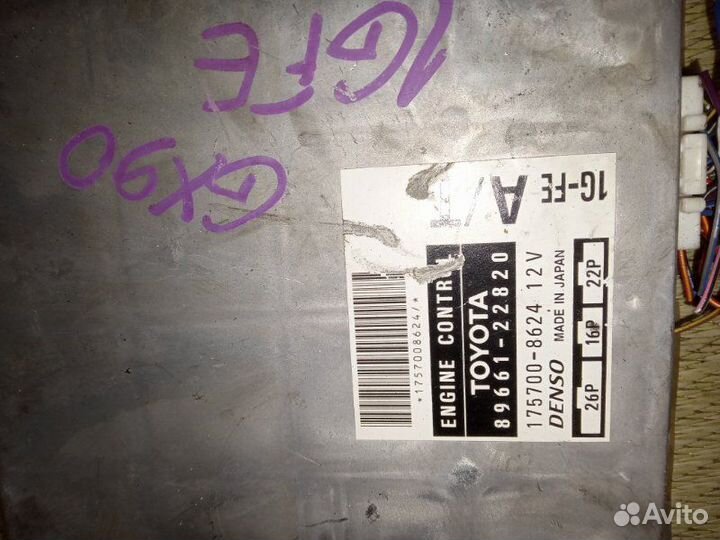 1GFE
GX90
1G-FE
A/T
ENGINE CONTROL
TOYOTA
89661-22820
175700-8624 12V
DENSO MADE IN JAPAN
26P 16P 22P
*1757008624/*
Avito